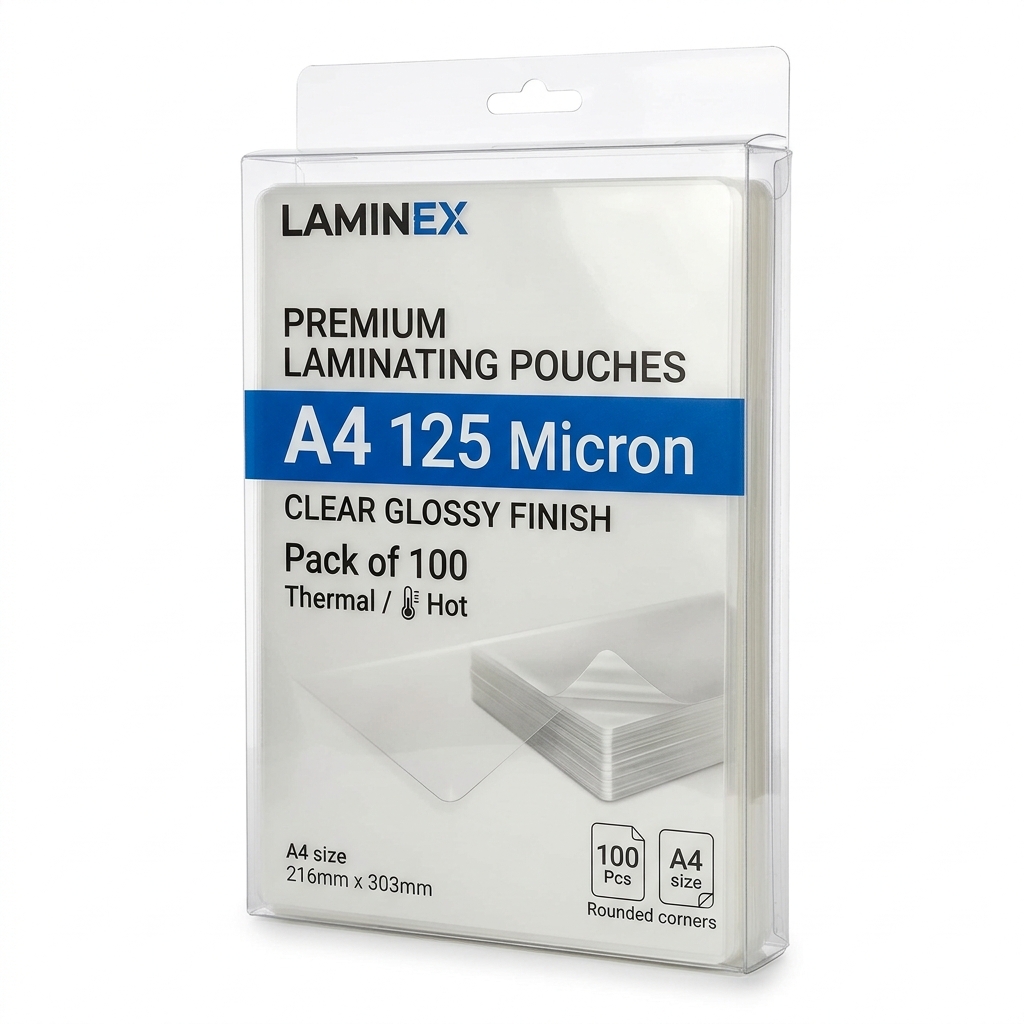 LAMINEX
PREMIUM
LAMINATING POUCHES
A4 125 Micron
CLEAR GLOSSY FINISH
Pack of 100
Thermal / Hot
A4 size
216mm x 303mm
100
Pcs
A4
size
Rounded corners